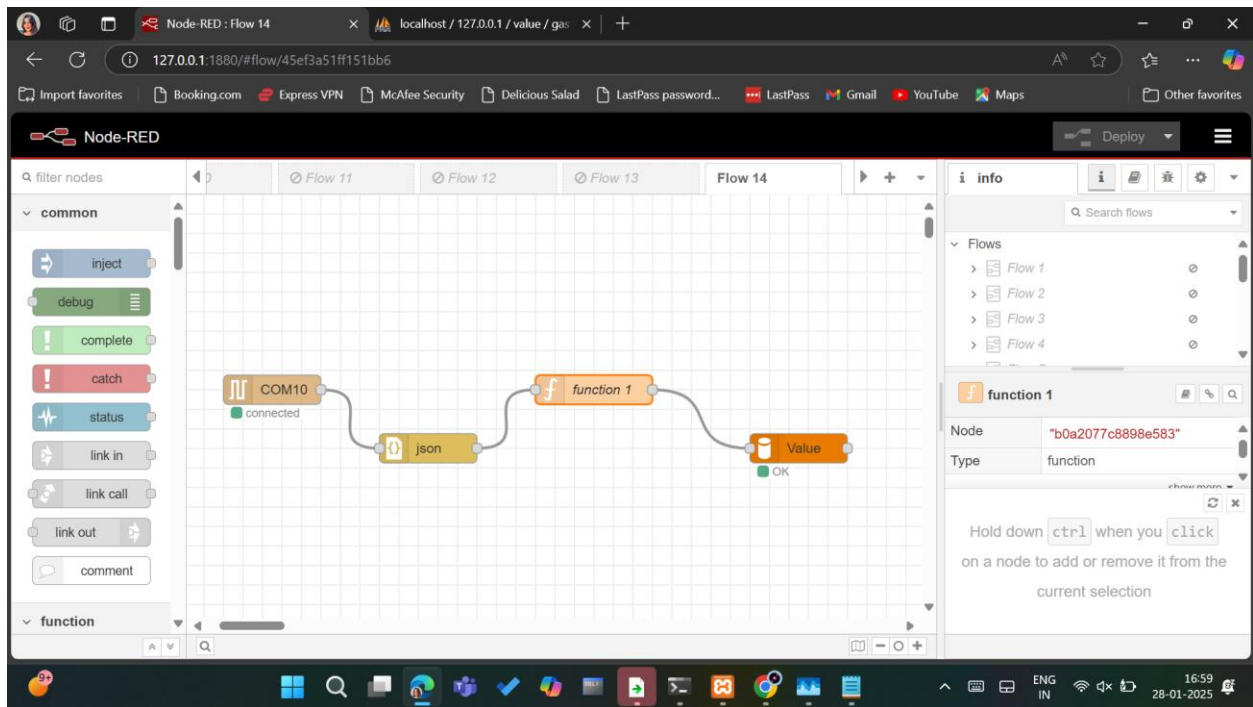 Node-RED : Flow 14
localhost / 127.0.0.1 / value / gas
127.0.0.1:1880/#flow/45ef3a51ff151bb6
Import favorites
Booking.com
Express VPN
McAfee Security
Delicious Salad
LastPass password...
LastPass
Gmail
YouTube
Maps
Other favorites
Node-RED
Deploy
filter nodes
Flow 11
Flow 12
Flow 13
Flow 14
i info
Search flows
common
inject
debug
complete
catch
status
link in
link call
link out
comment
function
COM10
connected
json
function 1
Value
OK
Flows
Flow 1
Flow 2
Flow 3
Flow 4
function 1
Node "b0a2077c8898e583"
Type function
show more
Hold down ctrl when you click
on a node to add or remove it from the
current selection
9+
ENG
IN
16:59
28-01-2025